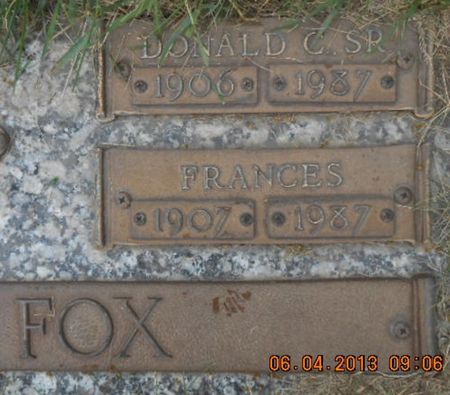 DONALD C. SR.
1906 1987
FRANCES
1907 1987
FOX
06.04.2013 09:06